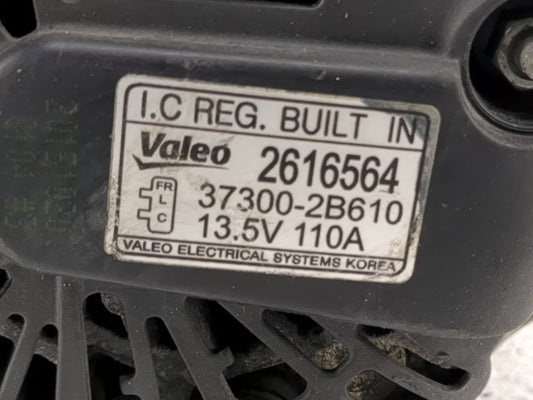 I.C REG. BUILT IN
Valeo 2616564
FR 37300-2B610
L
C 13.5V 110A
VALEO ELECTRICAL SYSTEMS KOREA